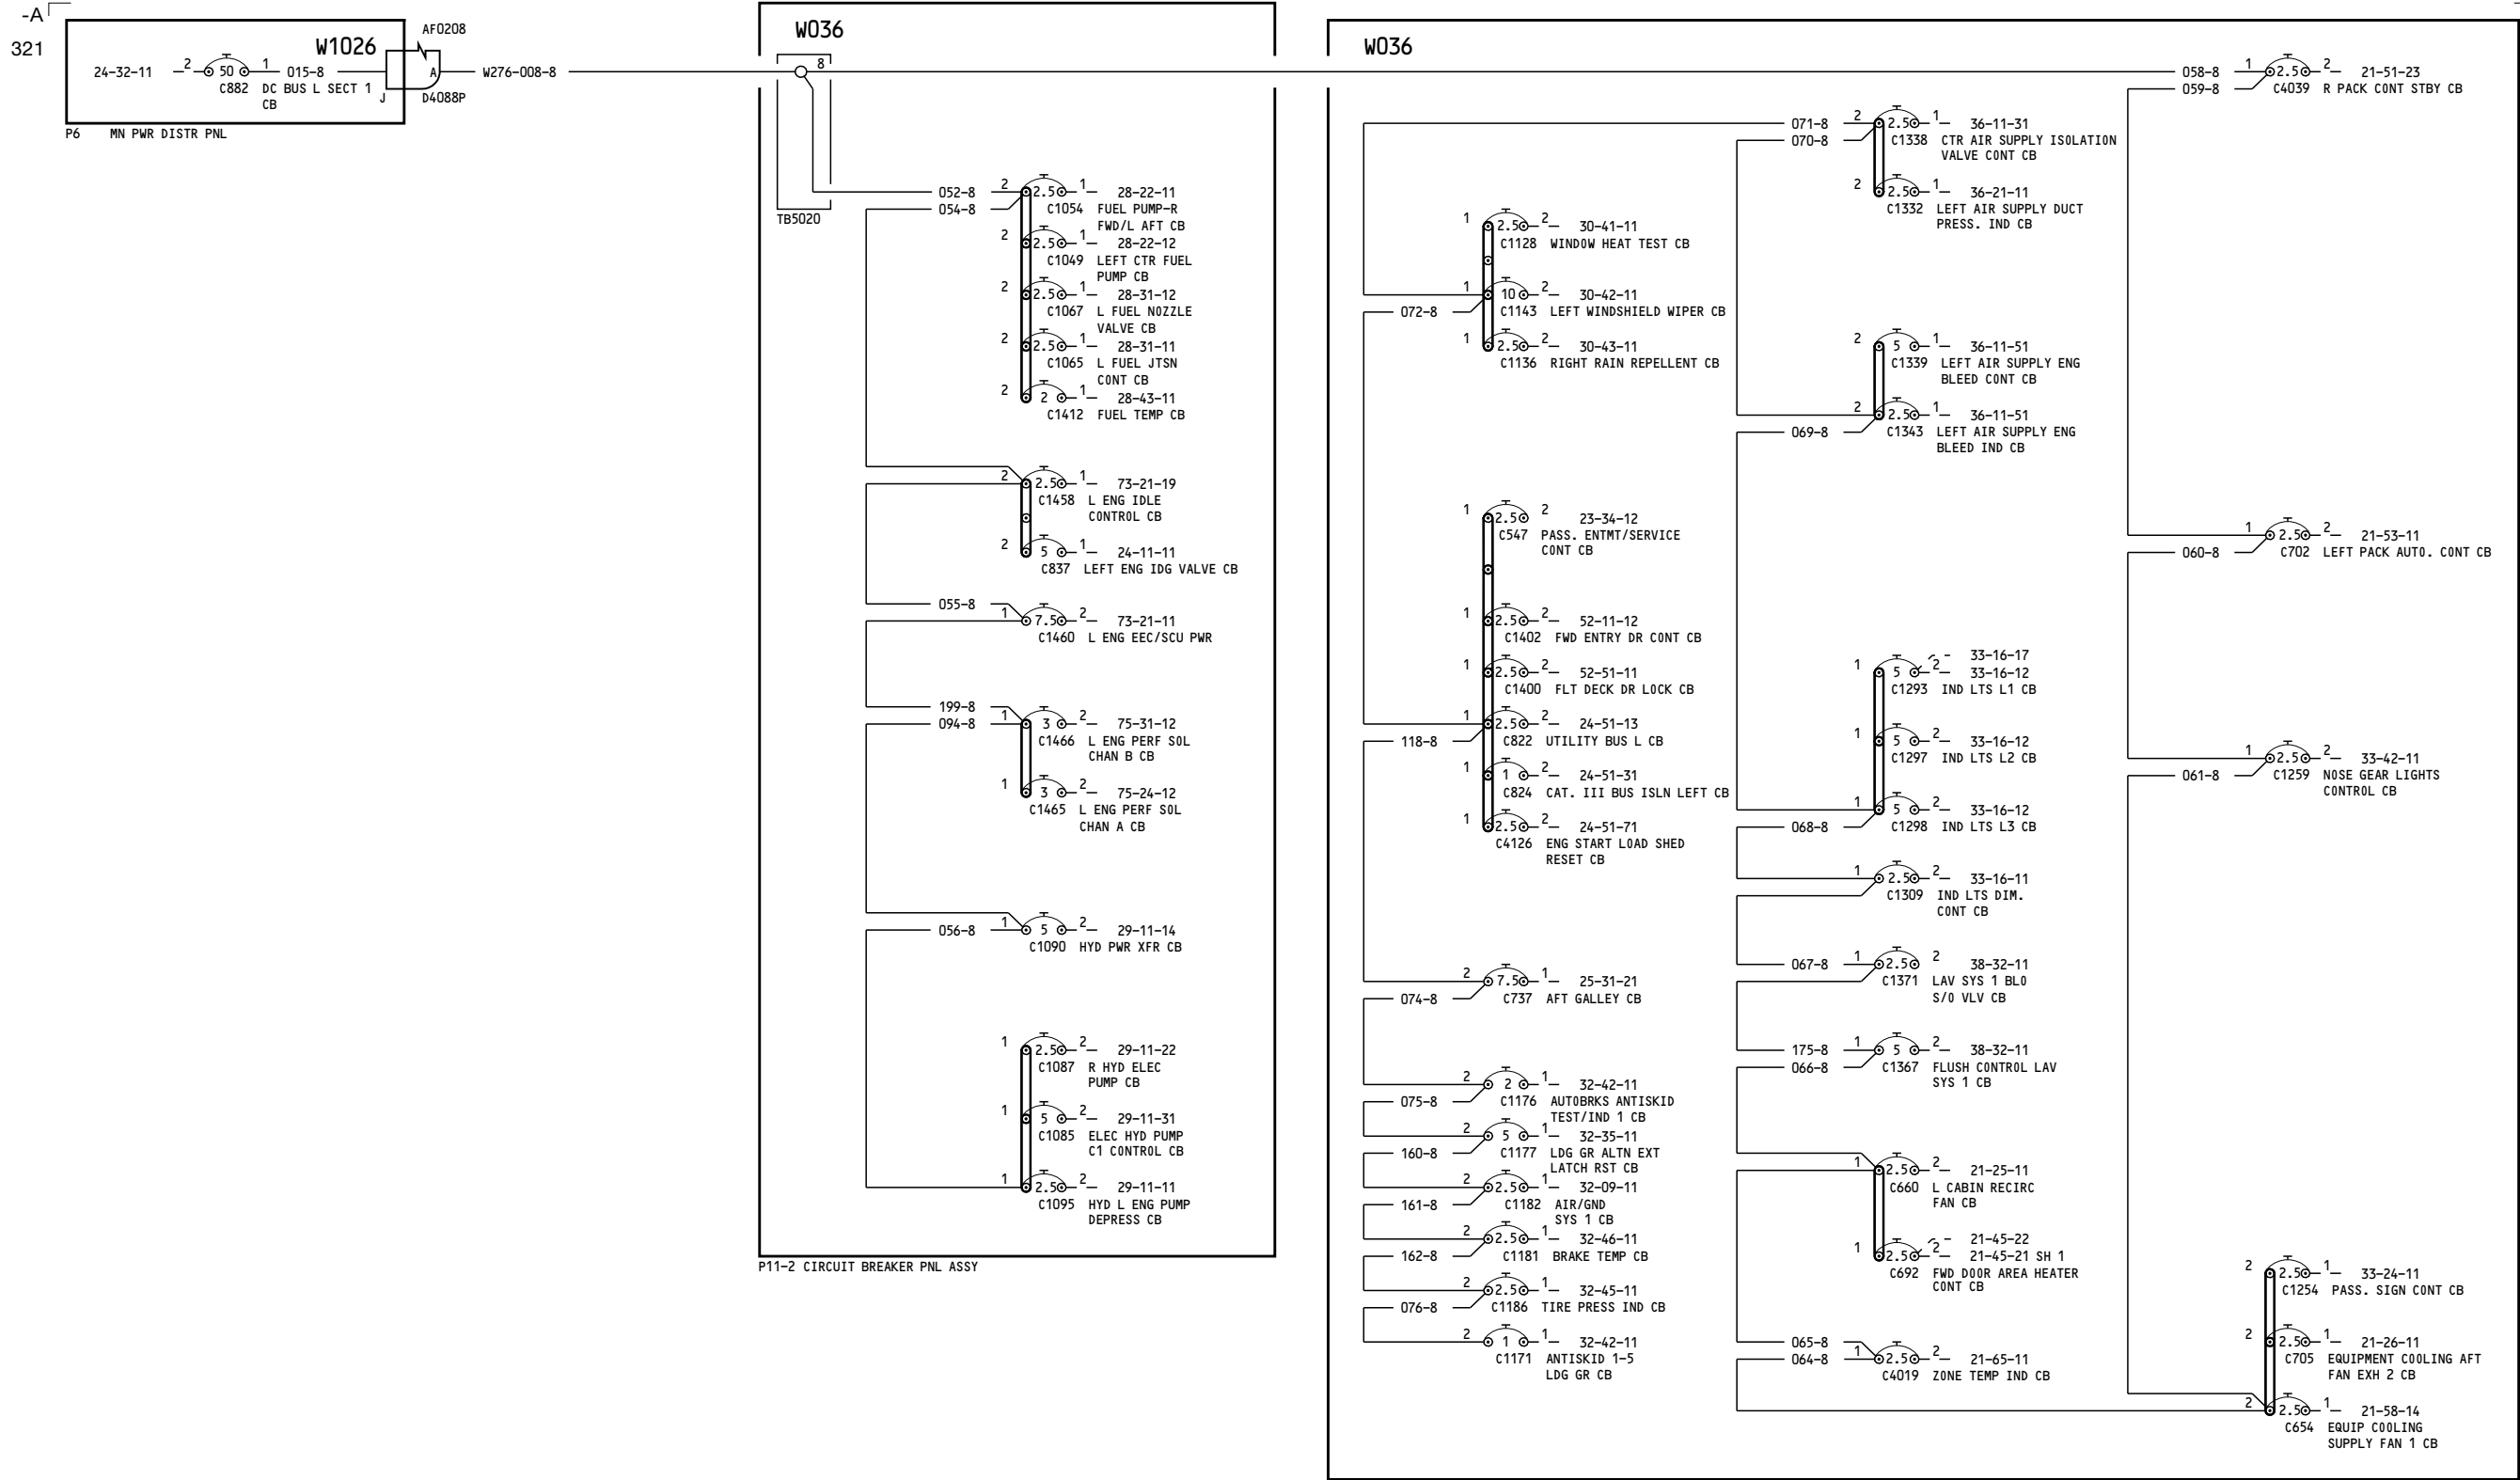 -A
321
W1026
AF0208
24-32-11 2 50 1 015-8 A W276-008-8
C882 DC BUS L SECT 1
CB
J D4088P
P6 MN PWR DISTR PNL
W036
8
TB5020
052-8 2 2.5 1 28-22-11
054-8 C1054 FUEL PUMP-R
FWD/L AFT CB
2 2.5 1 28-22-12
C1049 LEFT CTR FUEL
PUMP CB
2 2.5 1 28-31-12
C1067 L FUEL NOZZLE
VALVE CB
2 2.5 1 28-31-11
C1065 L FUEL JTSN
CONT CB
2 2 1 28-43-11
C1412 FUEL TEMP CB
2 2.5 1 73-21-19
C1458 L ENG IDLE
CONTROL CB
2 5 1 24-11-11
C837 LEFT ENG IDG VALVE CB
055-8
1 7.5 2 73-21-11
C1460 L ENG EEC/SCU PWR
199-8
094-8 1 3 2 75-31-12
C1466 L ENG PERF SOL
CHAN B CB
1 3 2 75-24-12
C1465 L ENG PERF SOL
CHAN A CB
056-8 1 5 2 29-11-14
C1090 HYD PWR XFR CB
1 2.5 2 29-11-22
C1087 R HYD ELEC
PUMP CB
1 5 2 29-11-31
C1085 ELEC HYD PUMP
C1 CONTROL CB
1 2.5 2 29-11-11
C1095 HYD L ENG PUMP
DEPRESS CB
P11-2 CIRCUIT BREAKER PNL ASSY
W036
1 2.5 2 30-41-11
C1128 WINDOW HEAT TEST CB
1 10 2 30-42-11
072-8 C1143 LEFT WINDSHIELD WIPER CB
1 2.5 2 30-43-11
C1136 RIGHT RAIN REPELLENT CB
1 2.5 2 23-34-12
C547 PASS. ENTMT/SERVICE
CONT CB
1 2.5 2 52-11-12
C1402 FWD ENTRY DR CONT CB
1 2.5 2 52-51-11
C1400 FLT DECK DR LOCK CB
1 2.5 2 24-51-13
118-8 C822 UTILITY BUS L CB
1 1 2 24-51-31
C824 CAT. III BUS ISLN LEFT CB
1 2.5 2 24-51-71
C4126 ENG START LOAD SHED
RESET CB
2 7.5 1 25-31-21
074-8 C737 AFT GALLEY CB
2 2 1 32-42-11
075-8 C1176 AUTOBRKS ANTISKID
TEST/IND 1 CB
2 5 1 32-35-11
160-8 C1177 LDG GR ALTN EXT
LATCH RST CB
2 2.5 1 32-09-11
161-8 C1182 AIR/GND
SYS 1 CB
2 2.5 1 32-46-11
162-8 C1181 BRAKE TEMP CB
2 2.5 1 32-45-11
076-8 C1186 TIRE PRESS IND CB
2 1 1 32-42-11
C1171 ANTISKID 1-5
LDG GR CB
071-8 2 2.5 1 36-11-31
070-8 C1338 CTR AIR SUPPLY ISOLATION
VALVE CONT CB
2 2.5 1 36-21-11
C1332 LEFT AIR SUPPLY DUCT
PRESS. IND CB
2 5 1 36-11-51
C1339 LEFT AIR SUPPLY ENG
BLEED CONT CB
2 2.5 1 36-11-51
069-8 C1343 LEFT AIR SUPPLY ENG
BLEED IND CB
33-16-17
1 5 2 33-16-12
C1293 IND LTS L1 CB
1 5 2 33-16-12
C1297 IND LTS L2 CB
1 5 2 33-16-12
068-8 C1298 IND LTS L3 CB
1 2.5 2 33-16-11
C1309 IND LTS DIM.
CONT CB
067-8 1 2.5 2 38-32-11
C1371 LAV SYS 1 BLO
S/O VLV CB
175-8 1 5 2 38-32-11
066-8 C1367 FLUSH CONTROL LAV
SYS 1 CB
1 2.5 2 21-25-11
C660 L CABIN RECIRC
FAN CB
21-45-22
1 2.5 2 21-45-21 SH 1
C692 FWD DOOR AREA HEATER
CONT CB
065-8
064-8 1 2.5 2 21-65-11
C4019 ZONE TEMP IND CB
058-8 1 2.5 2 21-51-23
059-8 C4039 R PACK CONT STBY CB
1 2.5 2 21-53-11
060-8 C702 LEFT PACK AUTO. CONT CB
1 2.5 2 33-42-11
061-8 C1259 NOSE GEAR LIGHTS
CONTROL CB
2 2.5 1 33-24-11
C1254 PASS. SIGN CONT CB
2 2.5 1 21-26-11
C705 EQUIPMENT COOLING AFT
FAN EXH 2 CB
2 2.5 1 21-58-14
C654 EQUIP COOLING
SUPPLY FAN 1 CB